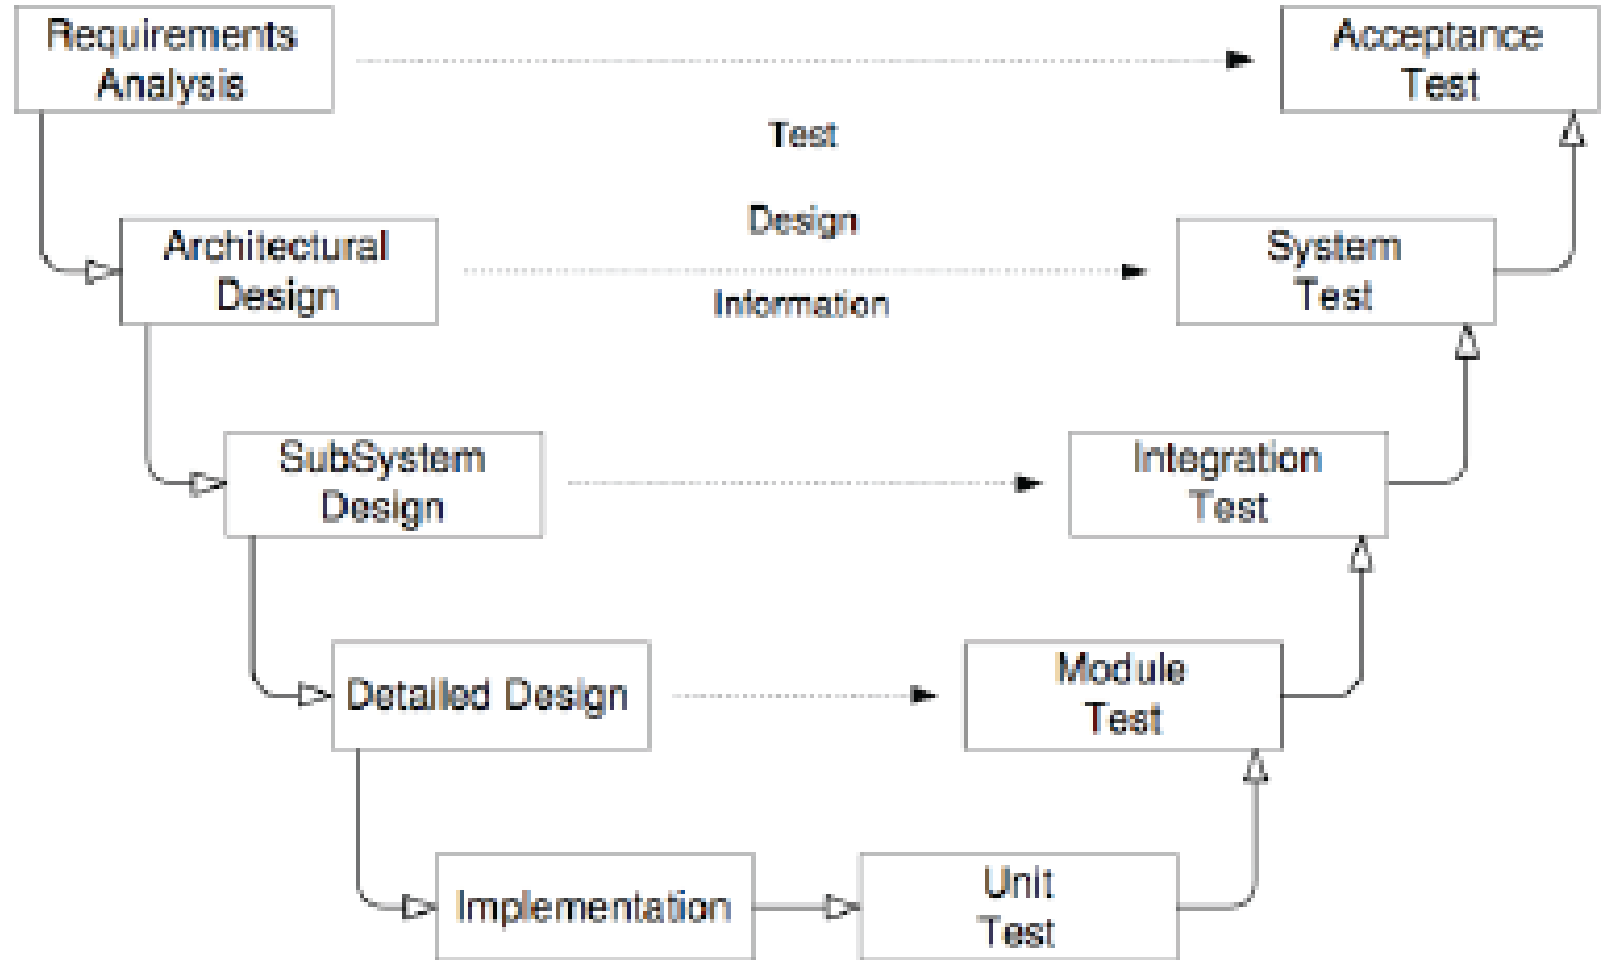 Requirements
Analysis
Acceptance
Test
Test
Design
Information
Architectural
Design
System
Test
SubSystem
Design
Integration
Test
Detailed Design
Module
Test
Implementation
Unit
Test